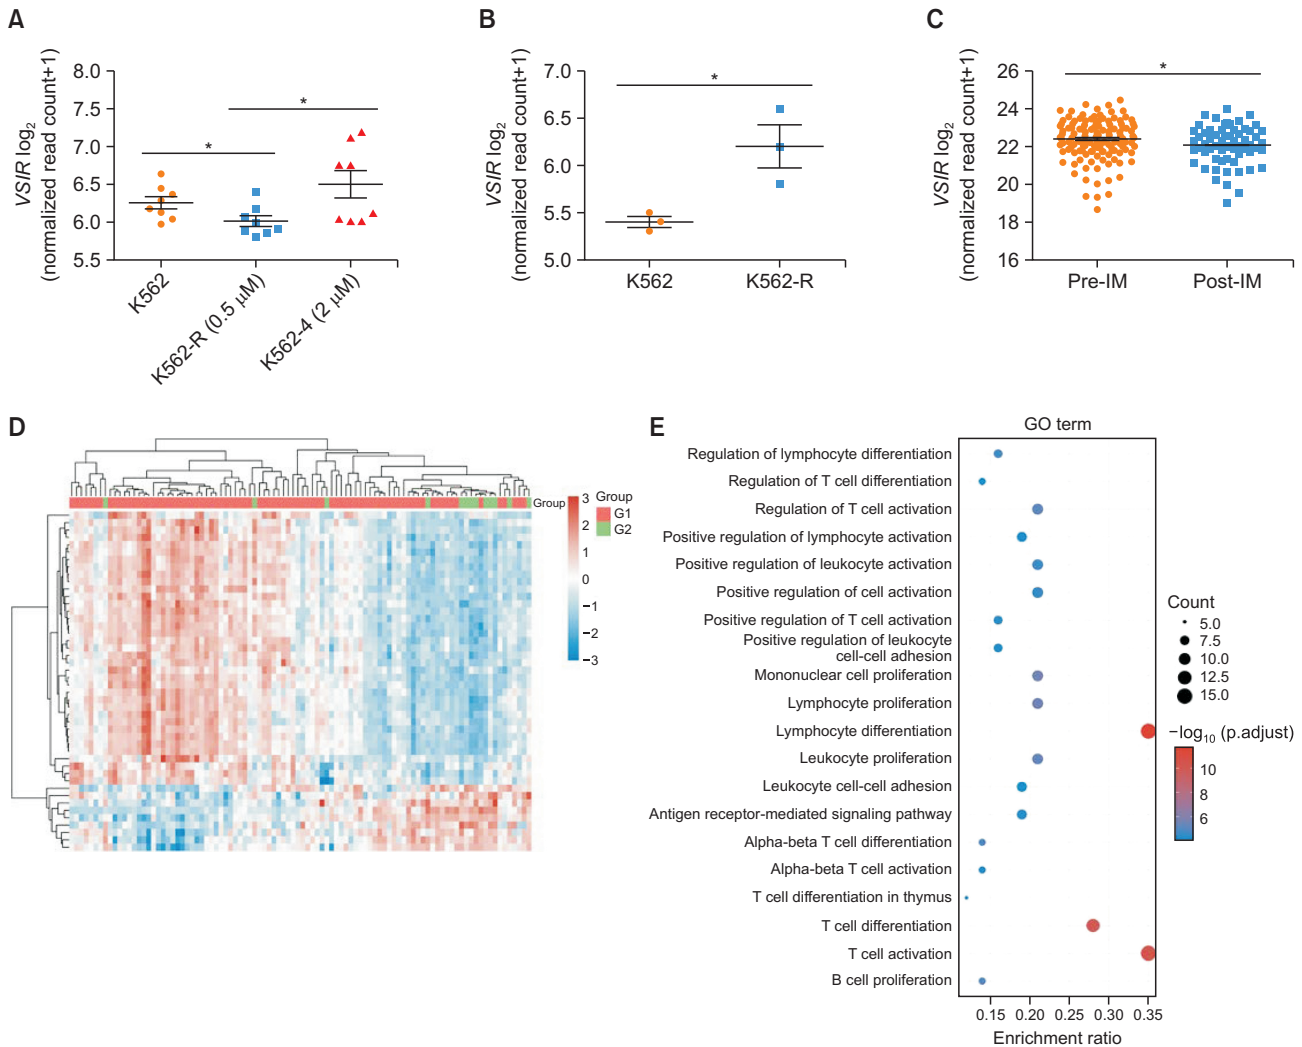 A
VSIR log2
(normalized read count+1)
8.0
7.5
7.0
6.5
6.0
5.5
*
*
K562
K562-R (0.5 μM)
K562-4 (2 μM)
B
VSIR log2
(normalized read count+1)
7.0
6.5
6.0
5.5
5.0
*
K562
K562-R
C
VSIR log2
(normalized read count+1)
26
24
22
20
18
16
*
Pre-IM
Post-IM
D
Group
3
2
1
0
−1
−2
−3
Group
G1
G2
E
GO term
Regulation of lymphocyte differentiation
Regulation of T cell differentiation
Regulation of T cell activation
Positive regulation of lymphocyte activation
Positive regulation of leukocyte activation
Positive regulation of cell activation
Positive regulation of T cell activation
Positive regulation of leukocyte
cell-cell adhesion
Mononuclear cell proliferation
Lymphocyte proliferation
Lymphocyte differentiation
Leukocyte proliferation
Leukocyte cell-cell adhesion
Antigen receptor-mediated signaling pathway
Alpha-beta T cell differentiation
Alpha-beta T cell activation
T cell differentiation in thymus
T cell differentiation
T cell activation
B cell proliferation
0.15
0.20
0.25
0.30
0.35
Enrichment ratio
Count
5.0
7.5
10.0
12.5
15.0
−log10 (p.adjust)
10
8
6